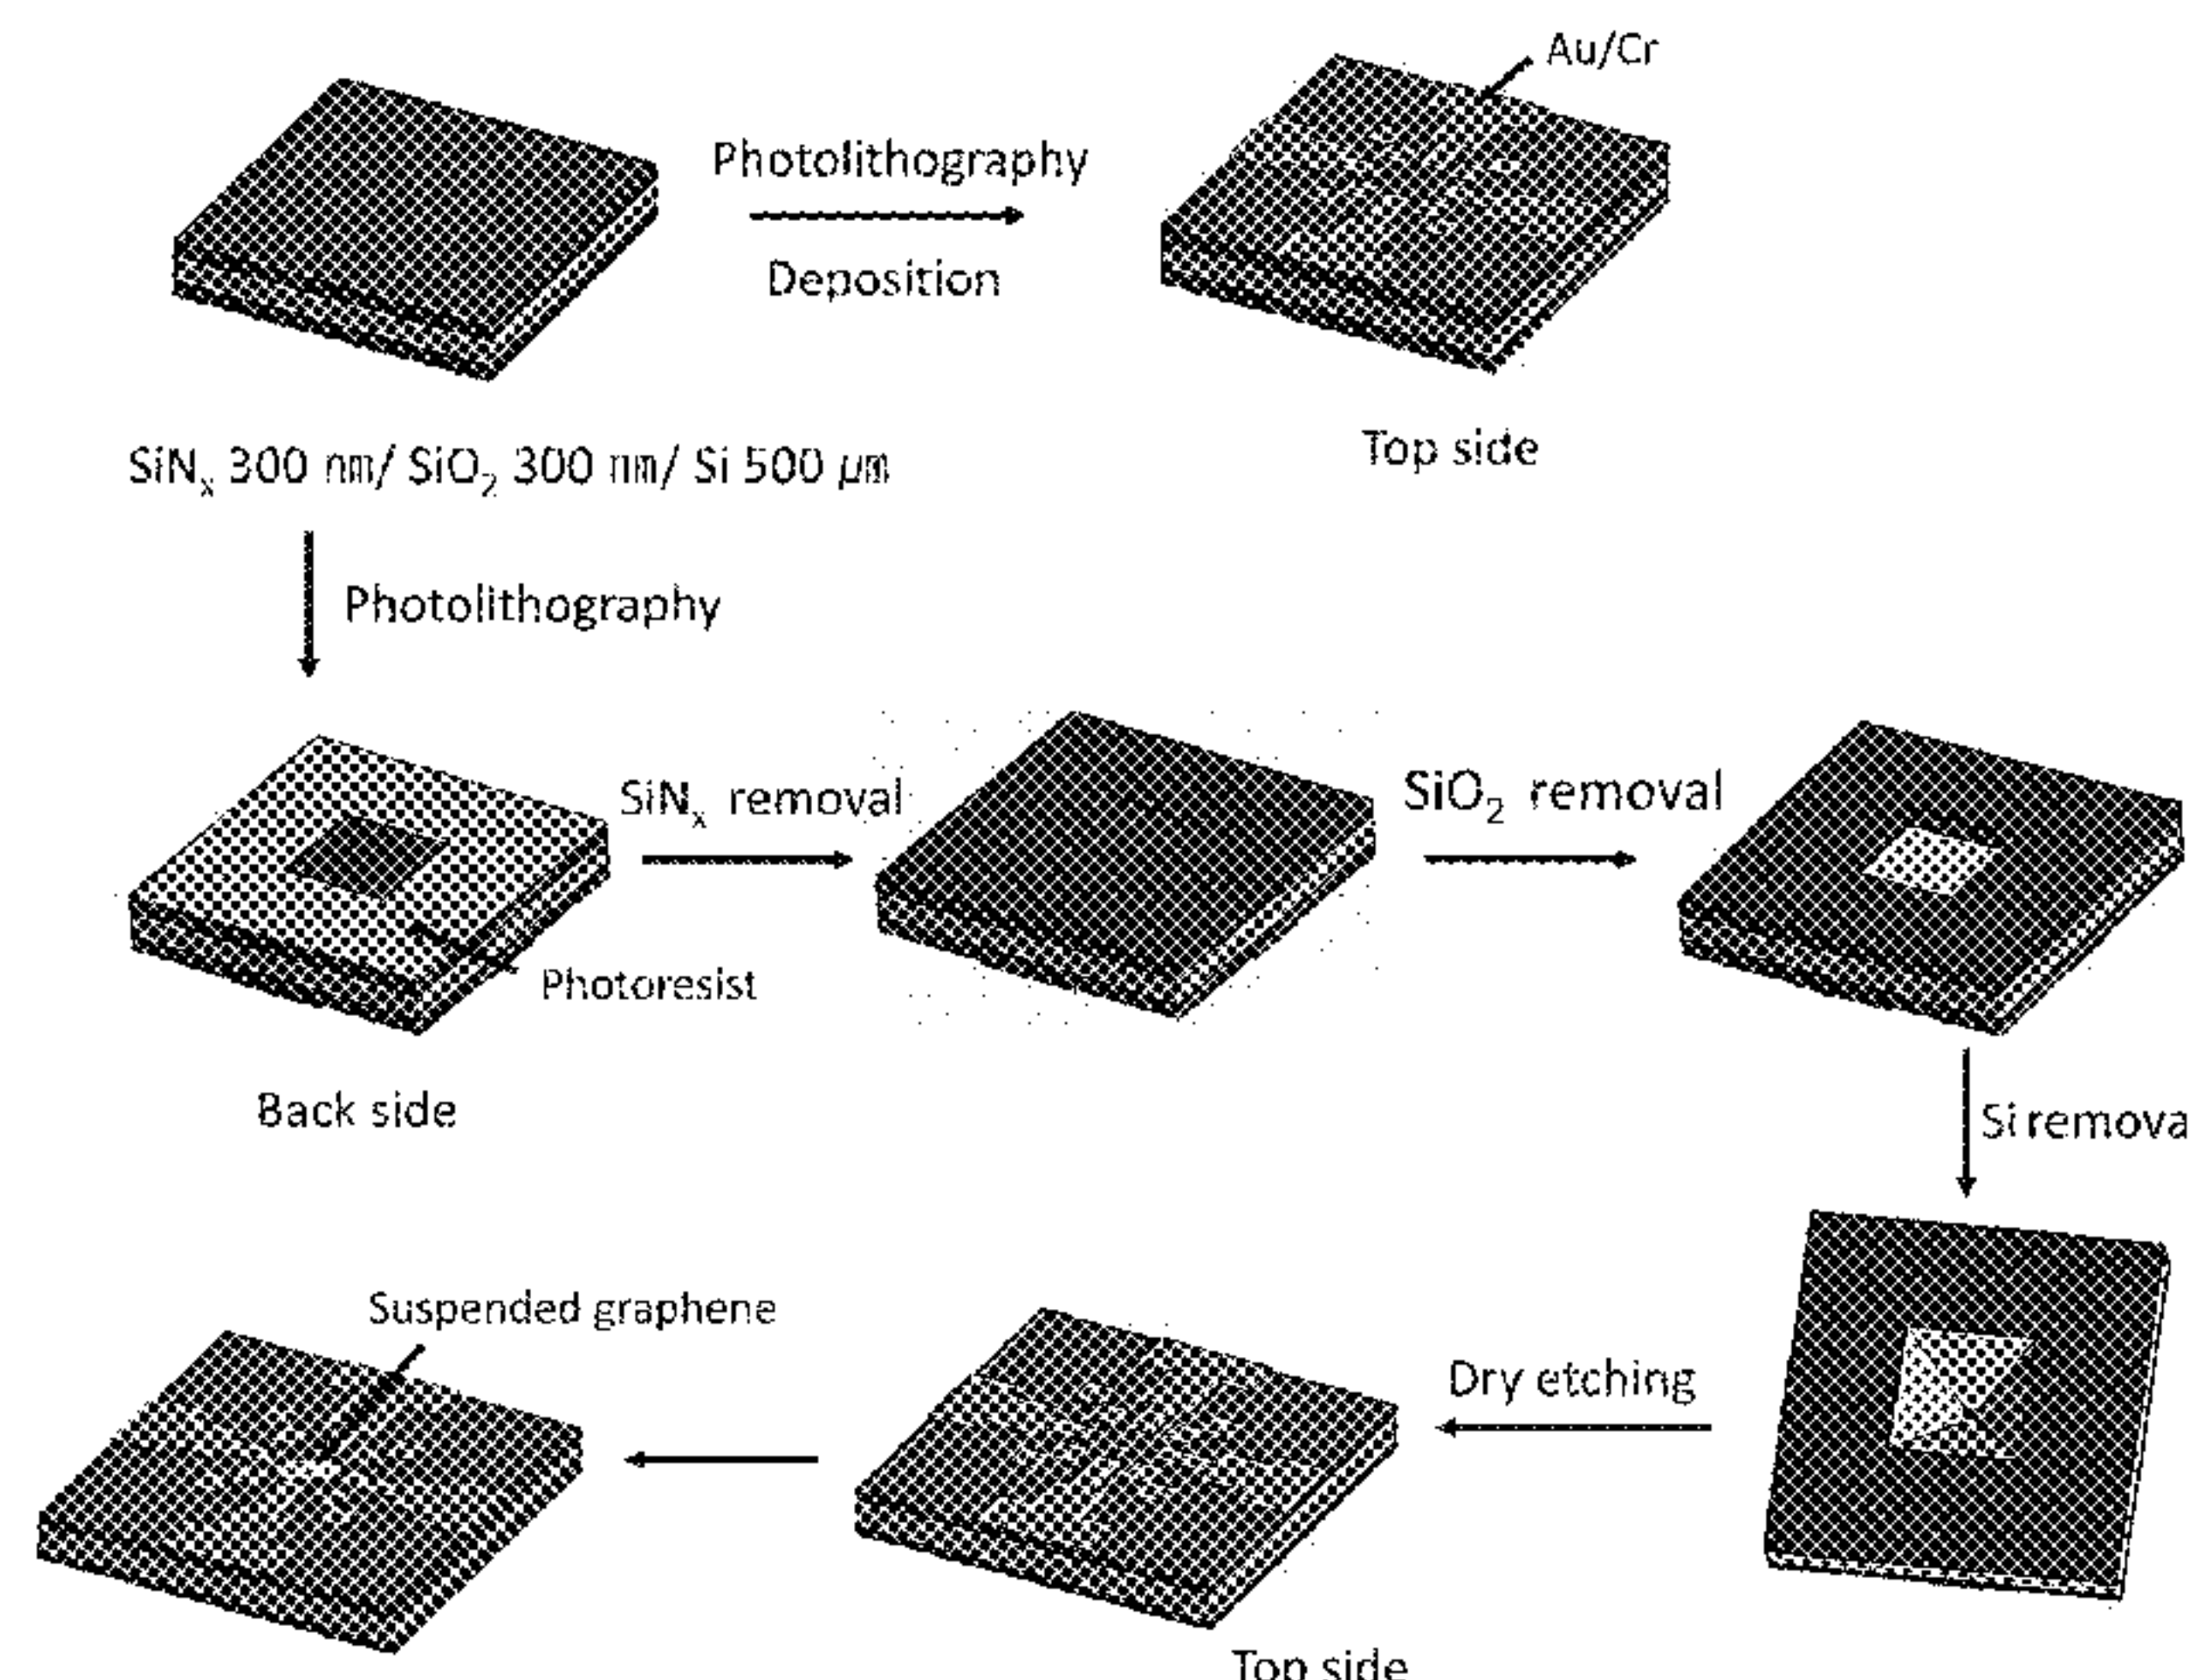 Au/Cr
Photolithography
Deposition
SiNₓ 300 nm/ SiO₂ 300 nm/ Si 500 μm
Top side
Photolithography
SiNₓ removal
SiO₂ removal
Photoresist
Back side
Si remova
Suspended graphene
Dry etching
Top side